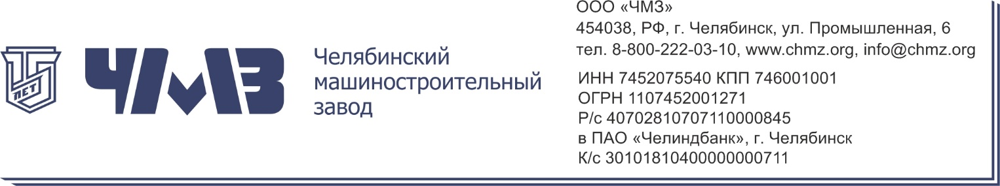 15
ЛЕТ
ЧМЗ
Челябинский
машиностроительный
завод
ООО «ЧМЗ»
454038, РФ, г. Челябинск, ул. Промышленная, 6
тел. 8-800-222-03-10, www.chmz.org, info@chmz.org
ИНН 7452075540 КПП 746001001
ОГРН 1107452001271
Р/с 40702810707110000845
в ПАО «Челиндбанк», г. Челябинск
К/с 30101810400000000711